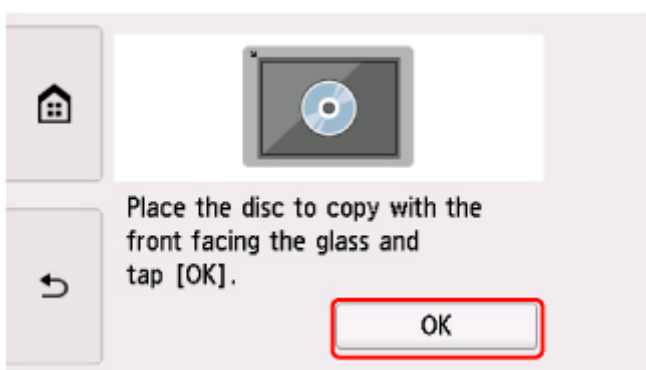 Place the disc to copy with the
front facing the glass and
tap [OK].
OK